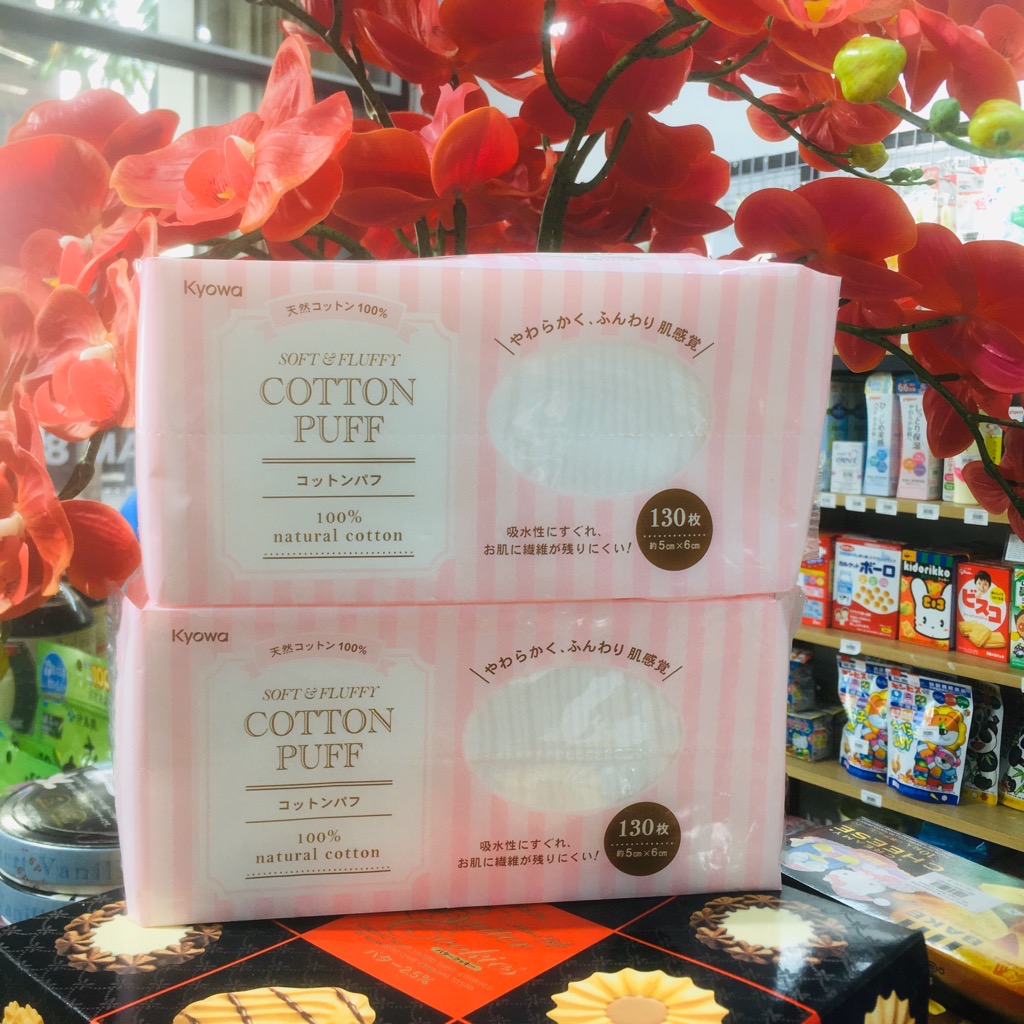 Kyowa
天然コットン100%
SOFT & FLUFFY
COTTON
PUFF
コットンパフ
100%
natural cotton
やわらかく、ふんわり肌感覚
吸水性にすぐれ、
お肌に繊維が残りにくい!
130枚
約5cm×6cm
Kyowa
天然コットン100%
SOFT & FLUFFY
COTTON
PUFF
コットンパフ
100%
natural cotton
やわらかく、ふんわり肌感覚
吸水性にすぐれ、
お肌に繊維が残りにくい!
130枚
約5cm×6cm
ボーロ
kidorikko
ビスコ
バター25%